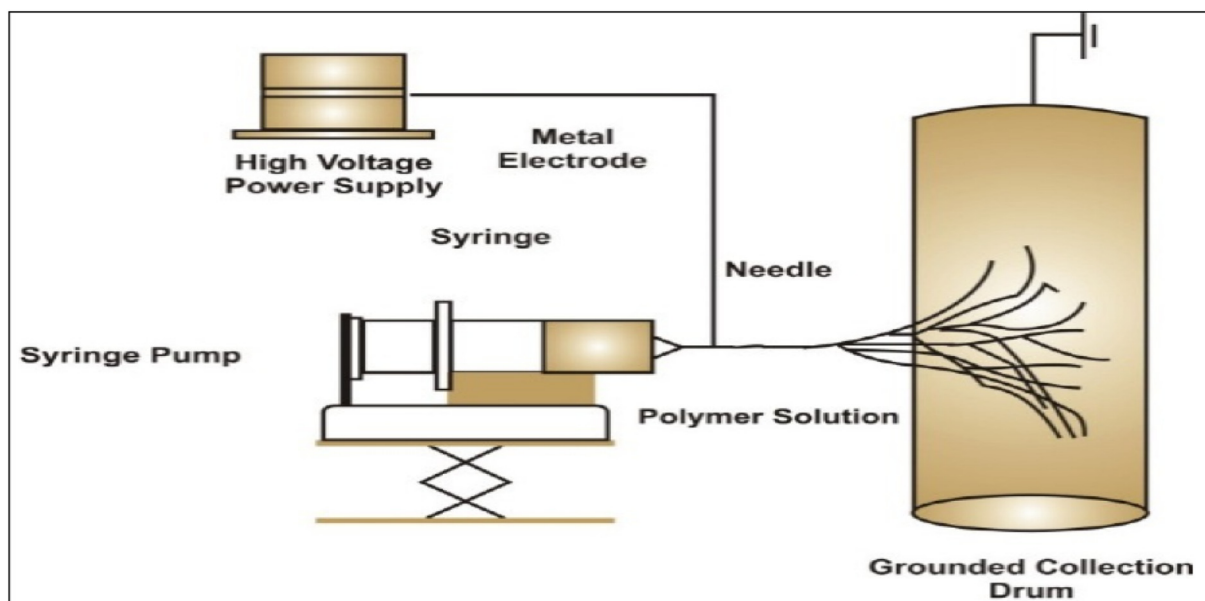 High Voltage
Power Supply
Metal
Electrode
Syringe
Needle
Syringe Pump
Polymer Solution
Grounded Collection
Drum